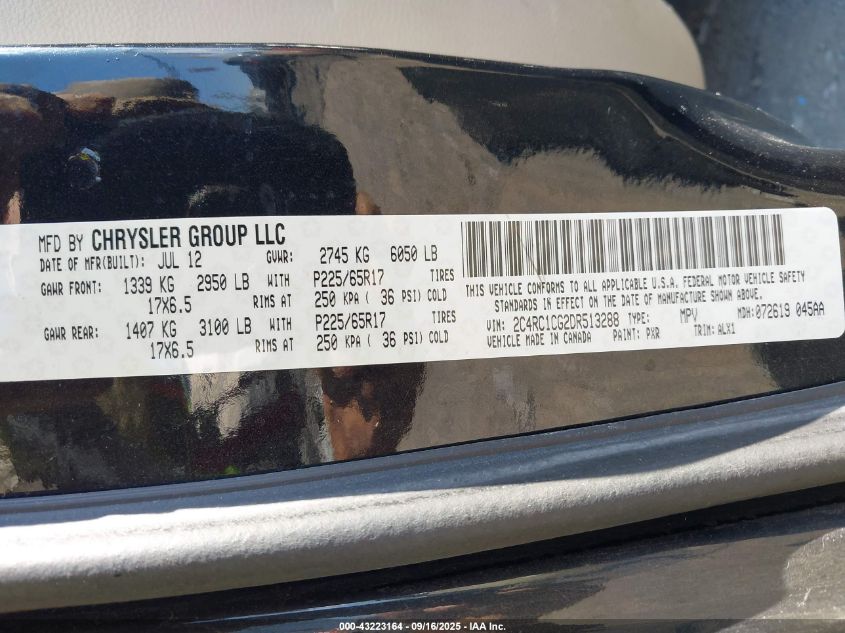 MFD BY CHRYSLER GROUP LLC
DATE OF MFR(BUILT): JUL 12 GVWR: 2745 KG 6050 LB
GAWR FRONT: 1339 KG 2950 LB WITH P225/65R17 TIRES
17X6.5 RIMS AT 250 KPA ( 36 PSI) COLD
GAWR REAR: 1407 KG 3100 LB WITH P225/65R17 TIRES
17X6.5 RIMS AT 250 KPA ( 36 PSI) COLD
THIS VEHICLE CONFORMS TO ALL APPLICABLE U.S.A. FEDERAL MOTOR VEHICLE SAFETY
STANDARDS IN EFFECT ON THE DATE OF MANUFACTURE SHOWN ABOVE.
VIN: 2C4RC1CG2DR513288 TYPE: MPV MDH: 072619 045AA
VEHICLE MADE IN CANADA PAINT: PXR TRIM: ALX1
000-43223164 - 09/16/2025 - IAA Inc.